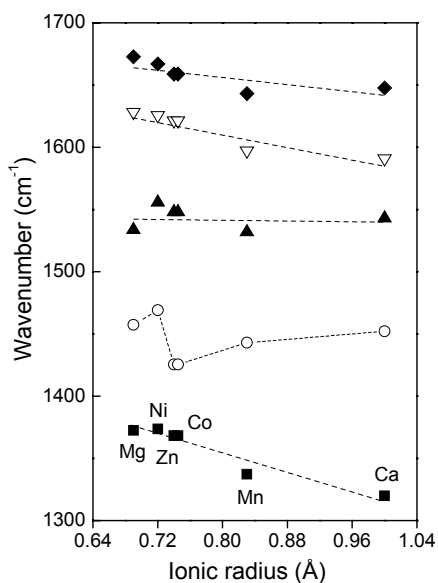 1700
1600
1500
1400
1300
Wavenumber (cm⁻¹)
Ni
Co
Mg
Zn
Mn
Ca
0.64 0.72 0.80 0.88 0.96 1.04
Ionic radius (Å)